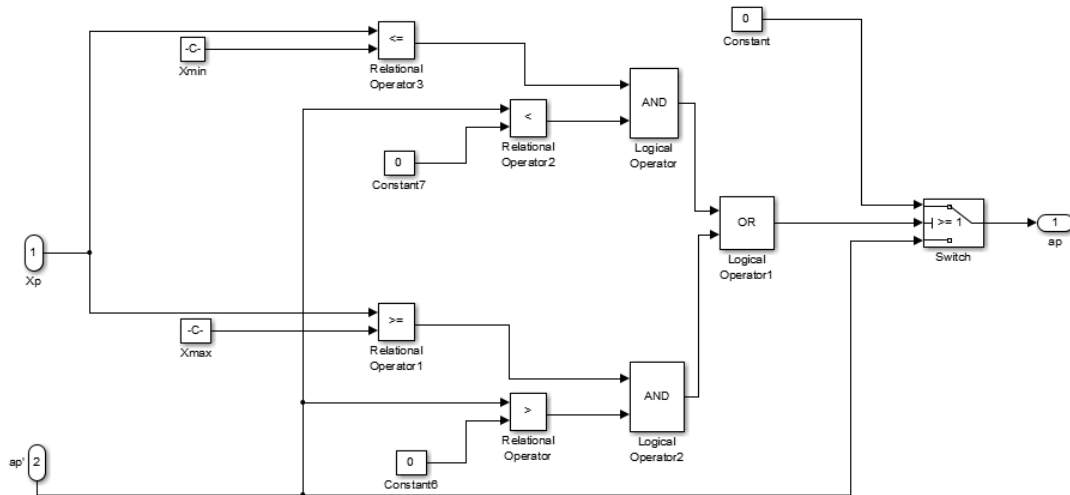 0
Constant
-C-
Xmin
<=
Relational
Operator3
AND
Logical
Operator
<
Relational
Operator2
0
Constant7
OR
Logical
Operator1
>= 1
Switch
1
ap
1
Xp
-C-
Xmax
>=
Relational
Operator1
AND
Logical
Operator2
>
Relational
Operator
0
Constant6
ap'
2